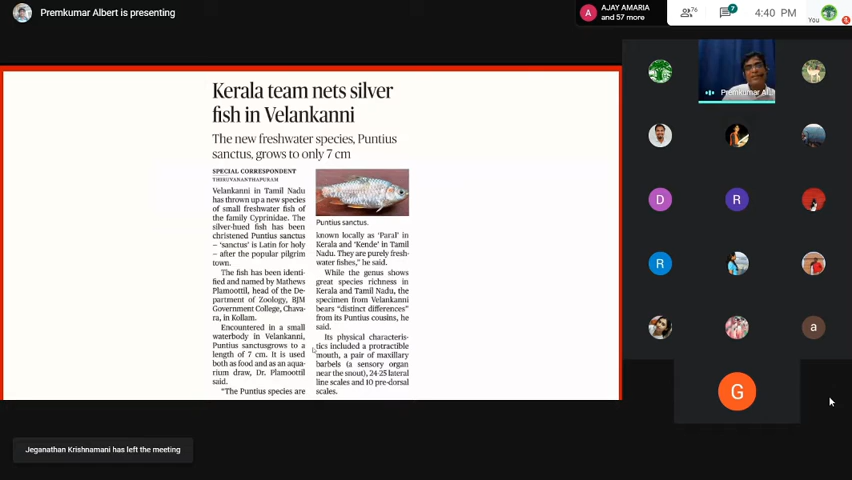 Premkumar Albert is presenting
AJAY AMARIA
and 57 more
76
7
4:40 PM
You
Premkumar Al
Kerala team nets silver
fish in Velankanni
The new freshwater species, Puntius
sanctus, grows to only 7 cm
SPECIAL CORRESPONDENT
THIRUVANANTHAPURAM
Velankanni in Tamil Nadu
has thrown up a new species
of small freshwater fish of
the family Cyprinidae. The
silver-hued fish has been
christened Puntius sanctus
– 'sanctus' is Latin for holy
– after the popular pilgrim
town.
The fish has been identi-
fied and named by Mathews
Plamoottil, head of the De-
partment of Zoology, BJM
Government College, Chava-
ra, in Kollam.
Encountered in a small
waterbody in Velankanni,
Puntius sanctusgrows to a
length of 7 cm. It is used
both as food and as an aqua-
rium draw, Dr. Plamoottil
said.
"The Puntius species are
Puntius sanctus.
known locally as 'Paral' in
Kerala and 'Kende' in Tamil
Nadu. They are purely fresh-
water fishes," he said.
While the genus shows
great species richness in
Kerala and Tamil Nadu, the
specimen from Velankanni
bears "distinct differences"
from its Puntius cousins, he
said.
Its physical characteris-
tics included a protractible
mouth, a pair of maxillary
barbels (a sensory organ
near the snout), 24-25 lateral
line scales and 10 pre-dorsal
scales.
A
D
R
R
a
G
Jeganathan Krishnamani has left the meeting